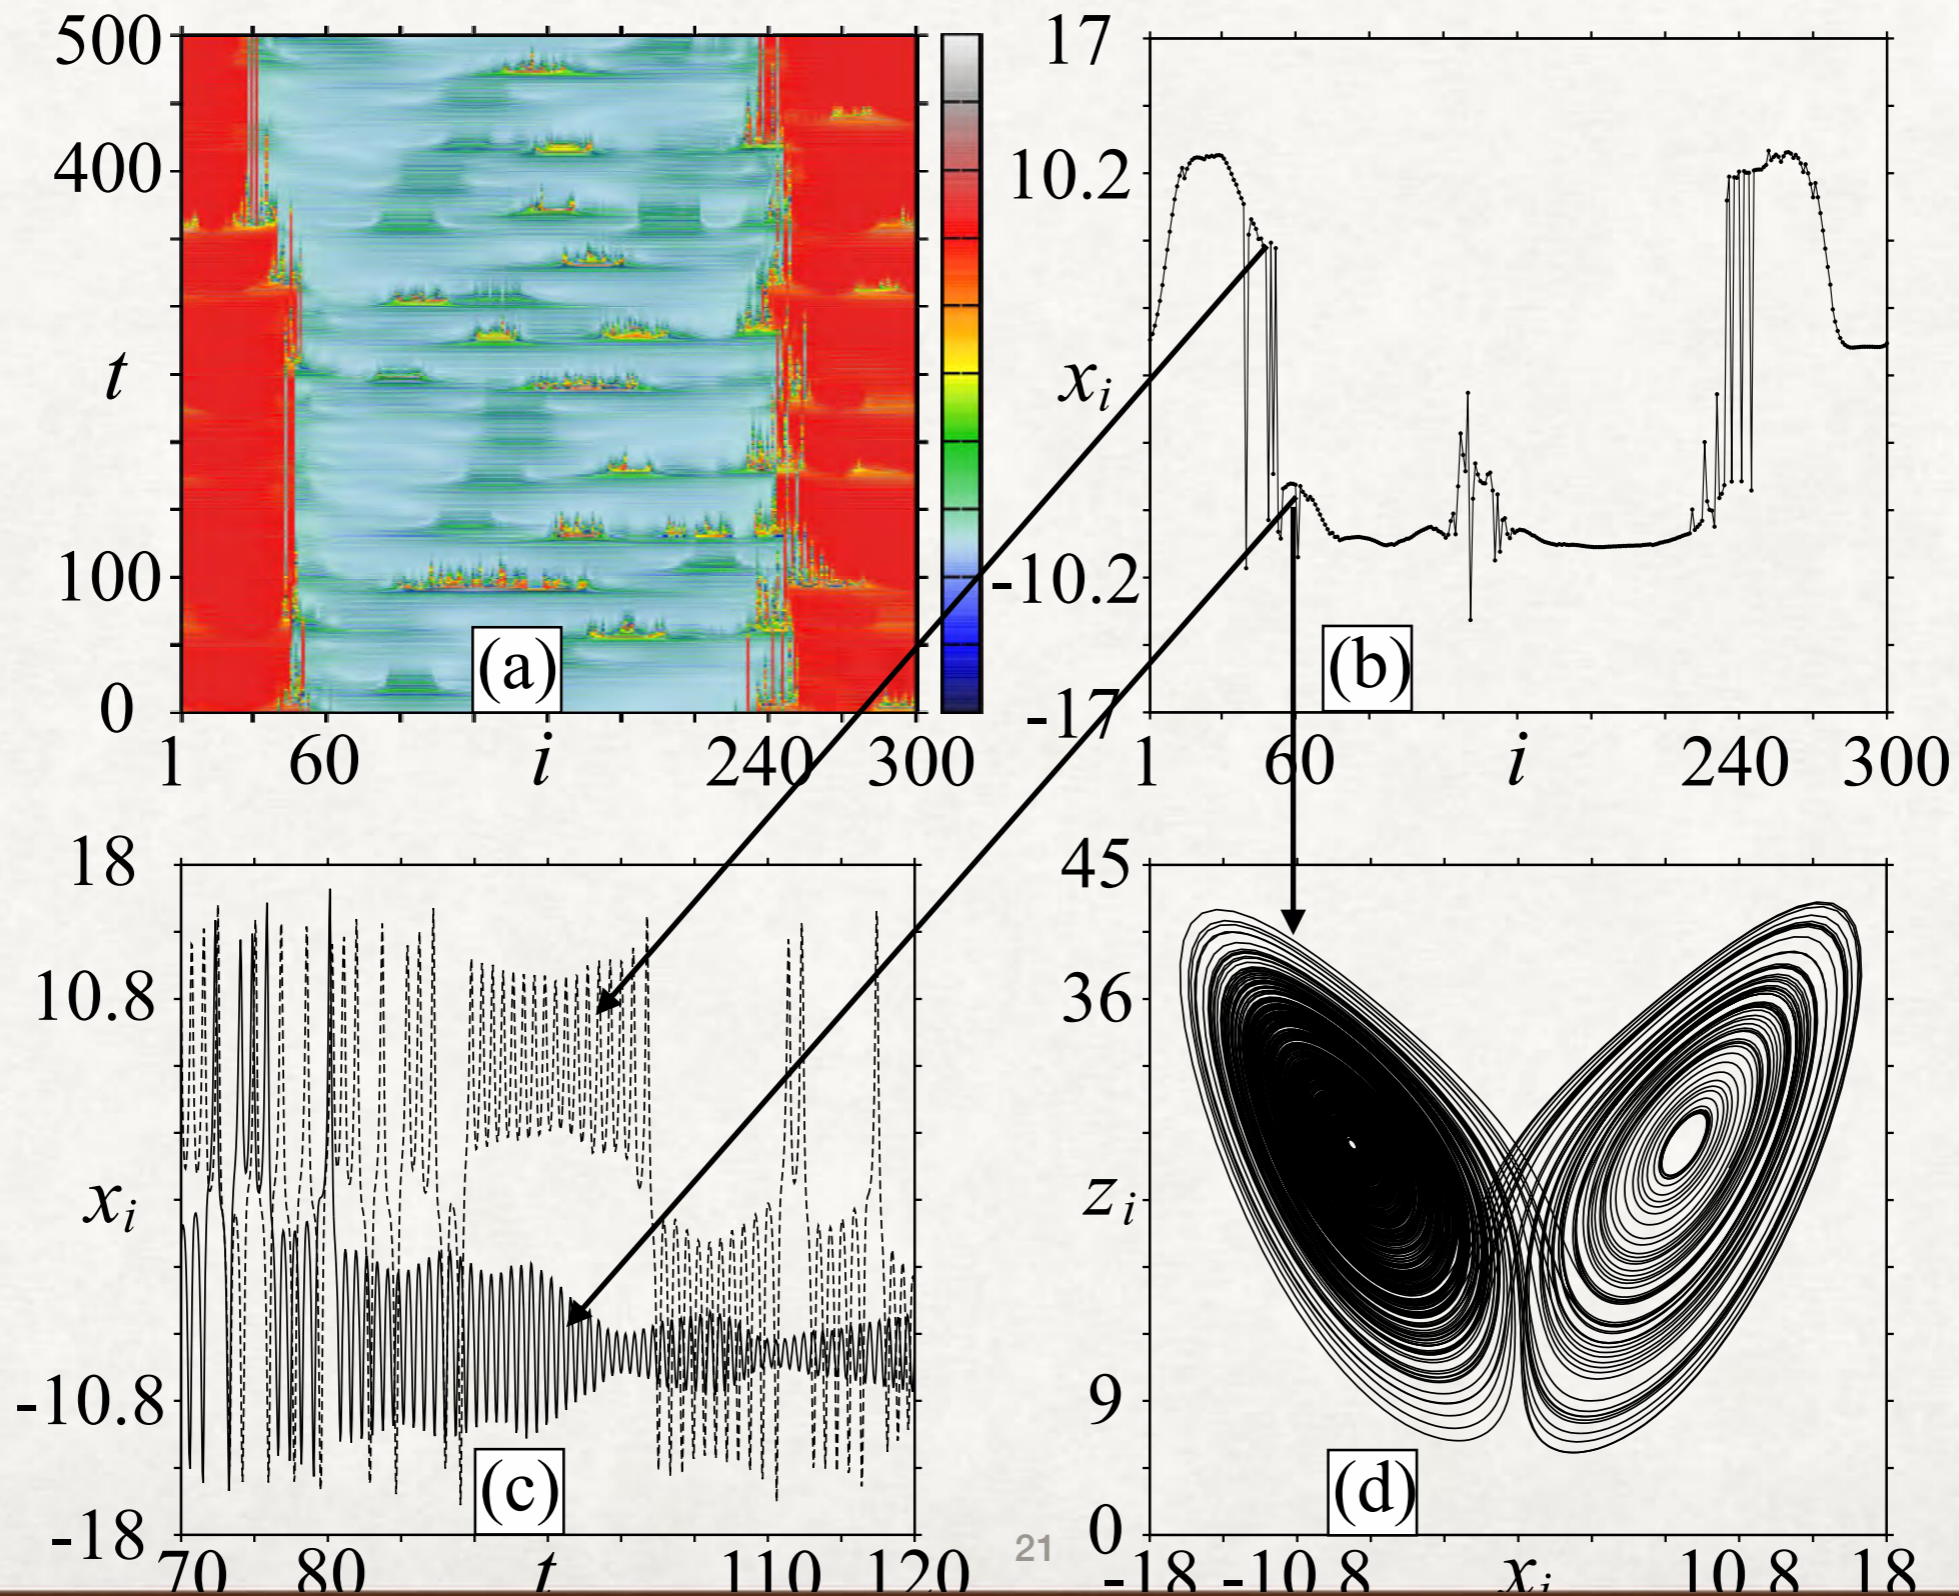 500
400
t
100
0
(a)
1 60 i 240 300
17
10.2
x_i
-10.2
-17
(b)
1 60 i 240 300
18
10.8
x_i
-10.8
-18
(c)
70 80 t 110 120
45
36
z_i
9
0
(d)
-18 -10.8 x_i 10.8 18
21